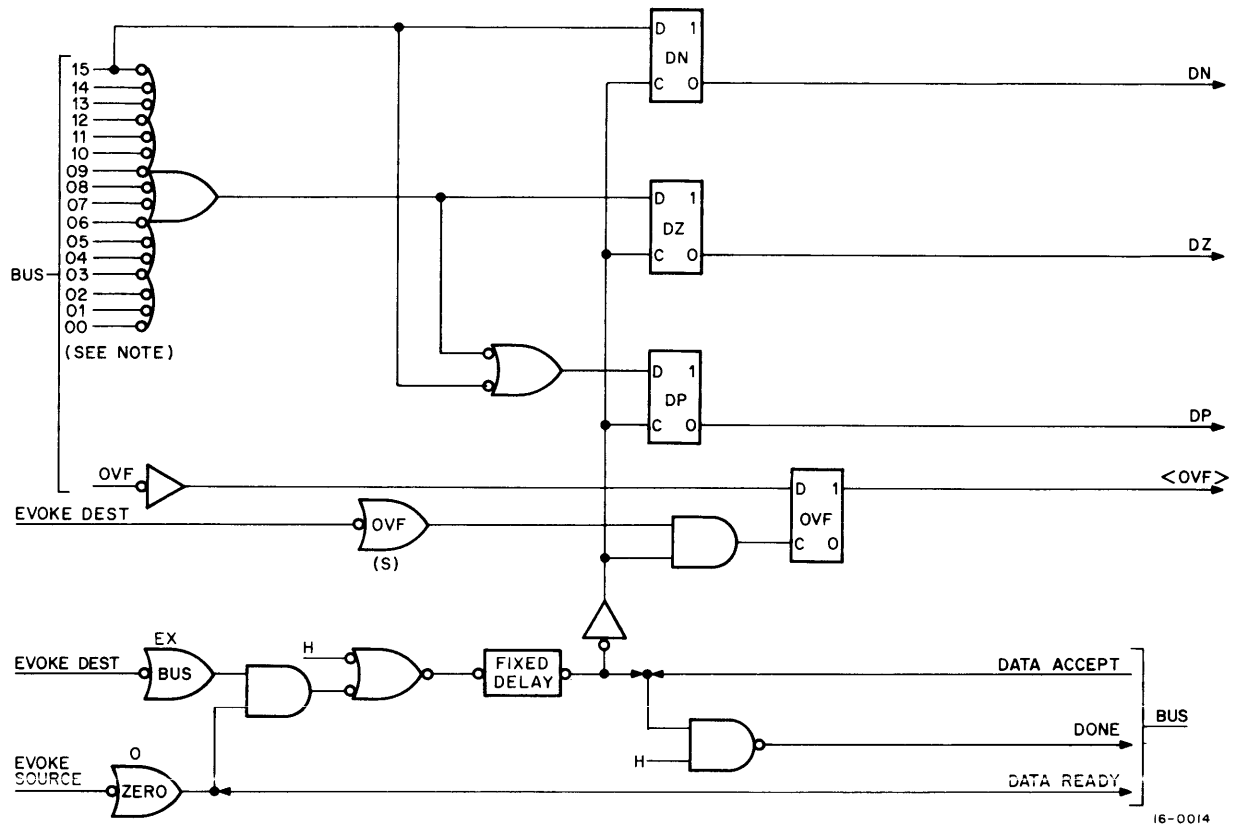 D 1
DN
C 0
DN
15
14
13
12
11
10
09
08
07
06
05
04
03
02
01
00
BUS
(SEE NOTE)
D 1
DZ
C 0
DZ
D 1
DP
C 0
DP
OVF
D 1
OVF
C 0
<OVF>
EVOKE DEST
OVF
(S)
EX
EVOKE DEST
BUS
H
FIXED
DELAY
DATA ACCEPT
BUS
DONE
H
O
EVOKE
SOURCE
ZERO
DATA READY
16-0014